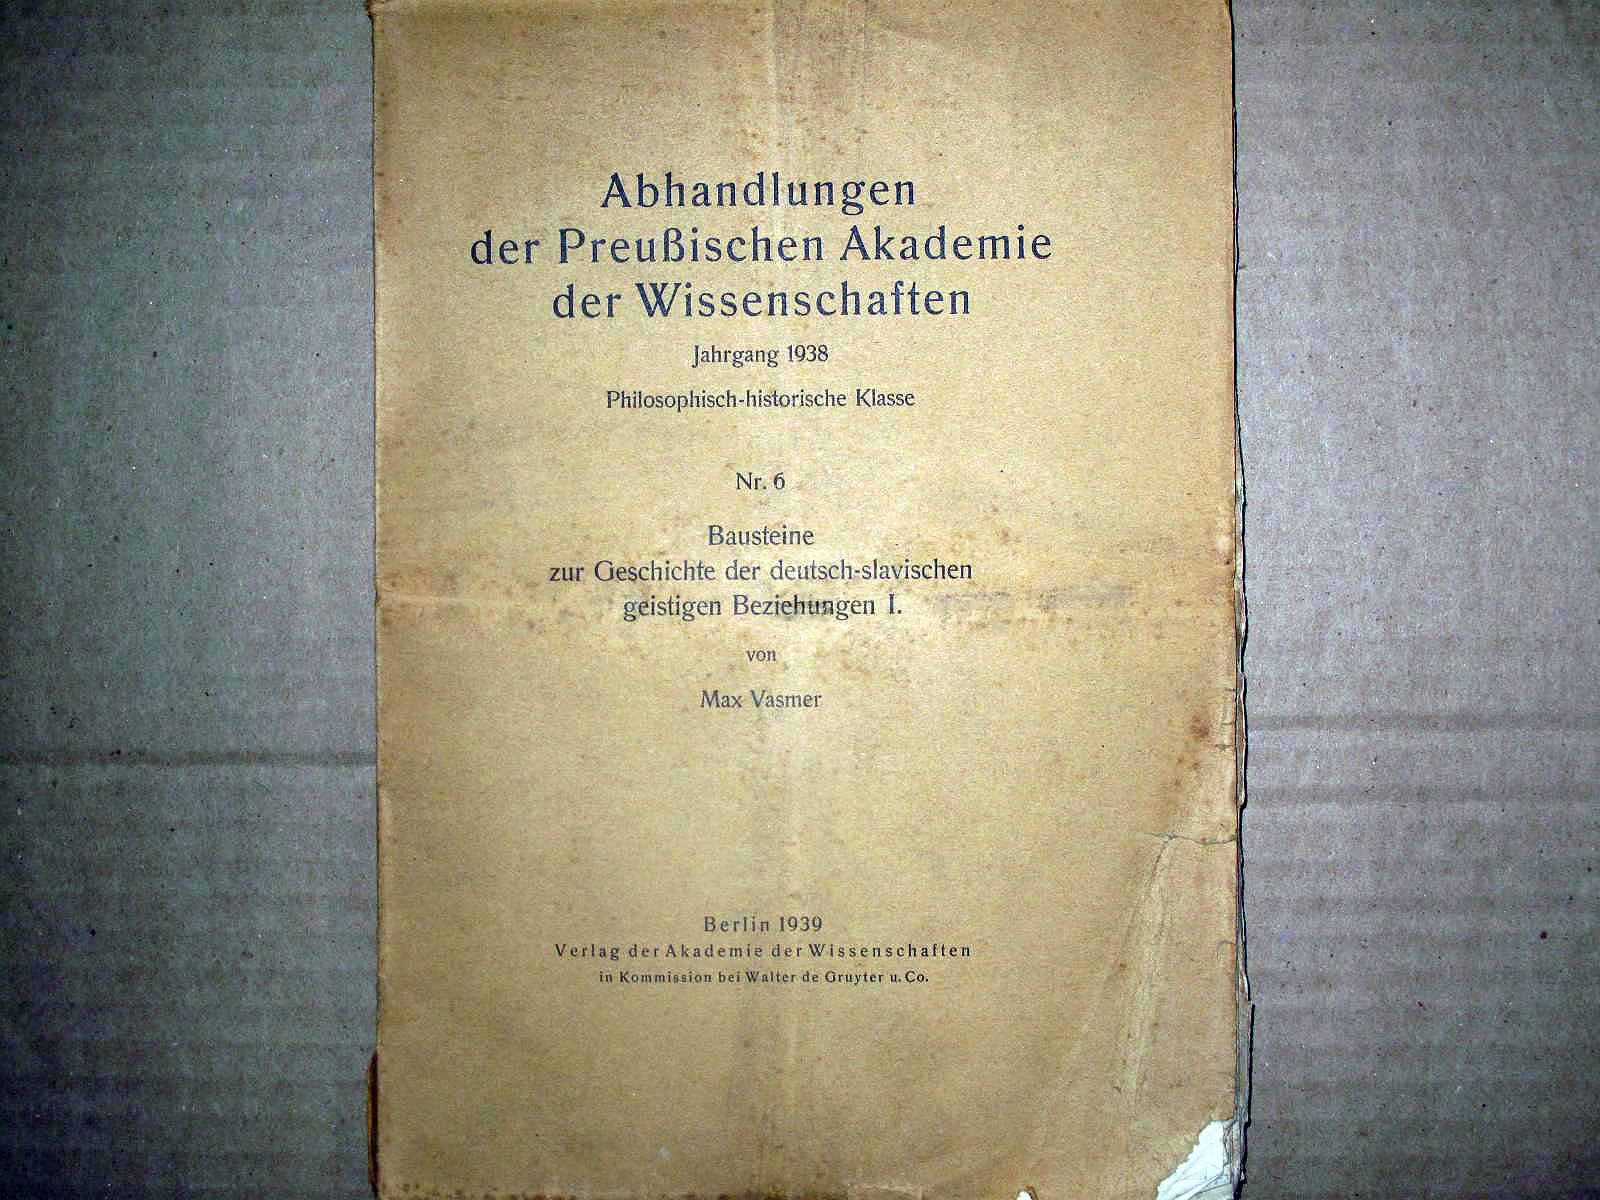 Abhandlungen
der Preußischen Akademie
der Wissenschaften
Jahrgang 1938
Philosophisch-historische Klasse
Nr. 6
Bausteine
zur Geschichte der deutsch-slavischen
geistigen Beziehungen I.
von
Max Vasmer
Berlin 1939
Verlag der Akademie der Wissenschaften
in Kommission bei Walter de Gruyter u. Co.